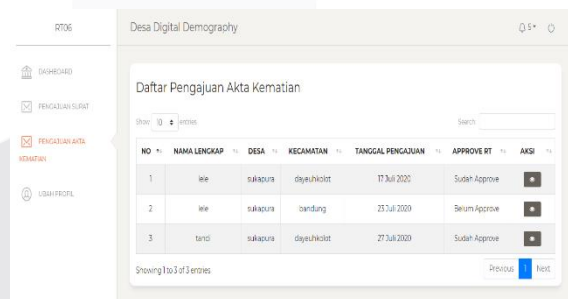 RT06
Desa Digital Demography
5
DASHBOARD
PENGAJUAN SURAT
PENGAJUAN AKTA
KEMATIAN
UBAH PROFIL
Daftar Pengajuan Akta Kematian
Show 10 entries
Search:
NO NAMA LENGKAP DESA KECAMATAN TANGGAL PENGAJUAN APPROVE RT AKSI
1 lele sukapura dayeuhkolot 17 Juli 2020 Sudah Approve
2 lele sukapura bandung 23 Juli 2020 Belum Approve
3 tandi sukapura dayeuhkolot 27 Juli 2020 Sudah Approve
Showing 1 to 3 of 3 entries
Previous 1 Next